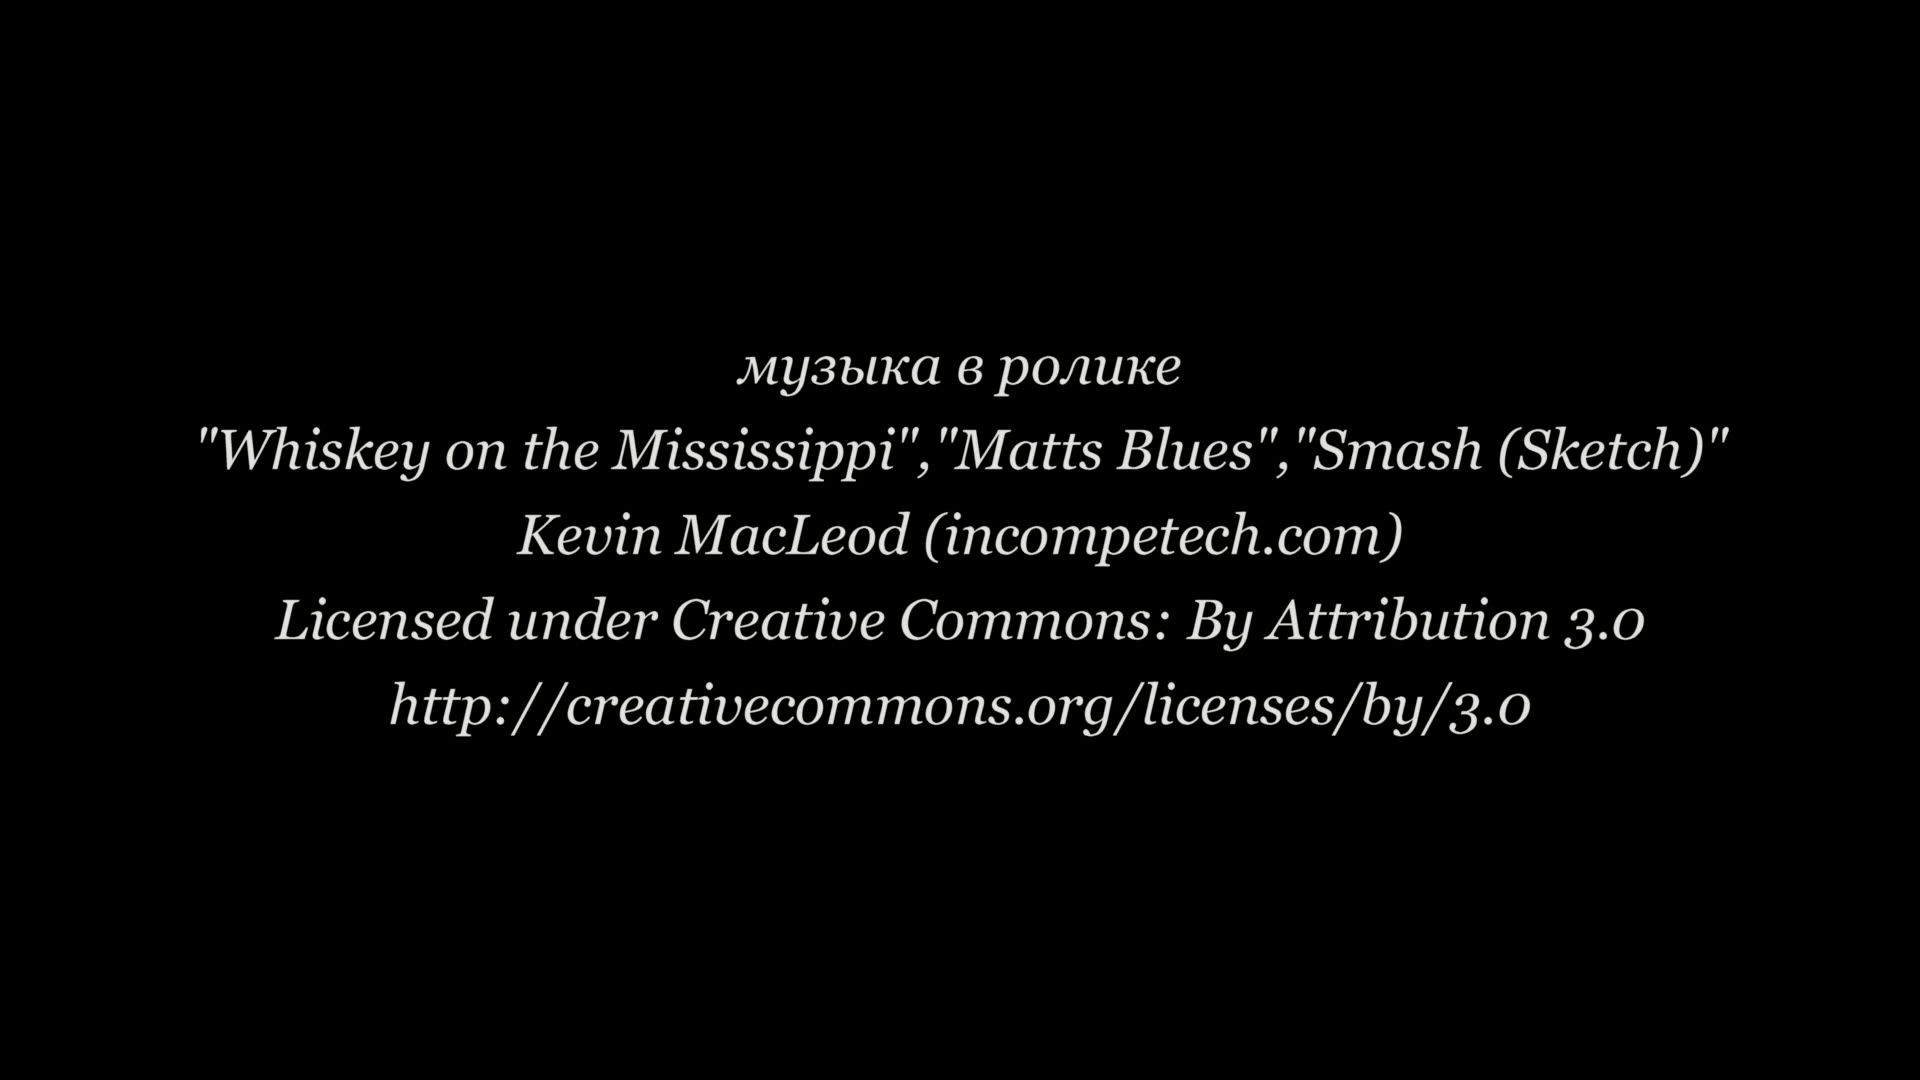 музыка в ролике
"Whiskey on the Mississippi","Matts Blues","Smash (Sketch)"
Kevin MacLeod (incompetech.com)
Licensed under Creative Commons: By Attribution 3.0
http://creativecommons.org/licenses/by/3.0